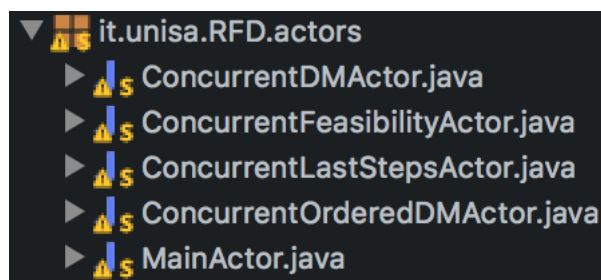 it.unisa.RFD.actors
ConcurrentDMActor.java
ConcurrentFeasibilityActor.java
ConcurrentLastStepsActor.java
ConcurrentOrderedDMActor.java
MainActor.java